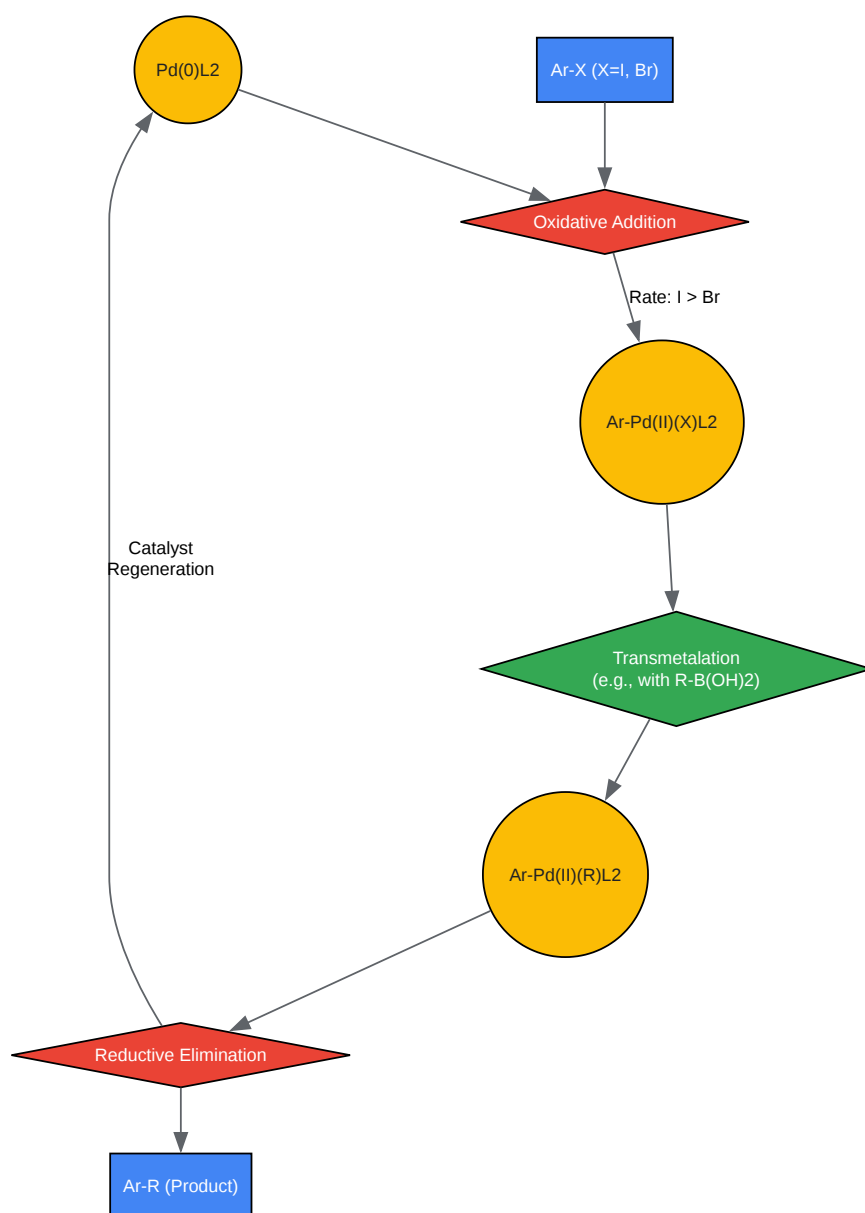 Pd(0)L2
Ar-X (X=I, Br)
Oxidative Addition
Rate: I > Br
Ar-Pd(II)(X)L2
Catalyst
Regeneration
Transmetalation
(e.g., with R-B(OH)2)
Ar-Pd(II)(R)L2
Reductive Elimination
Ar-R (Product)